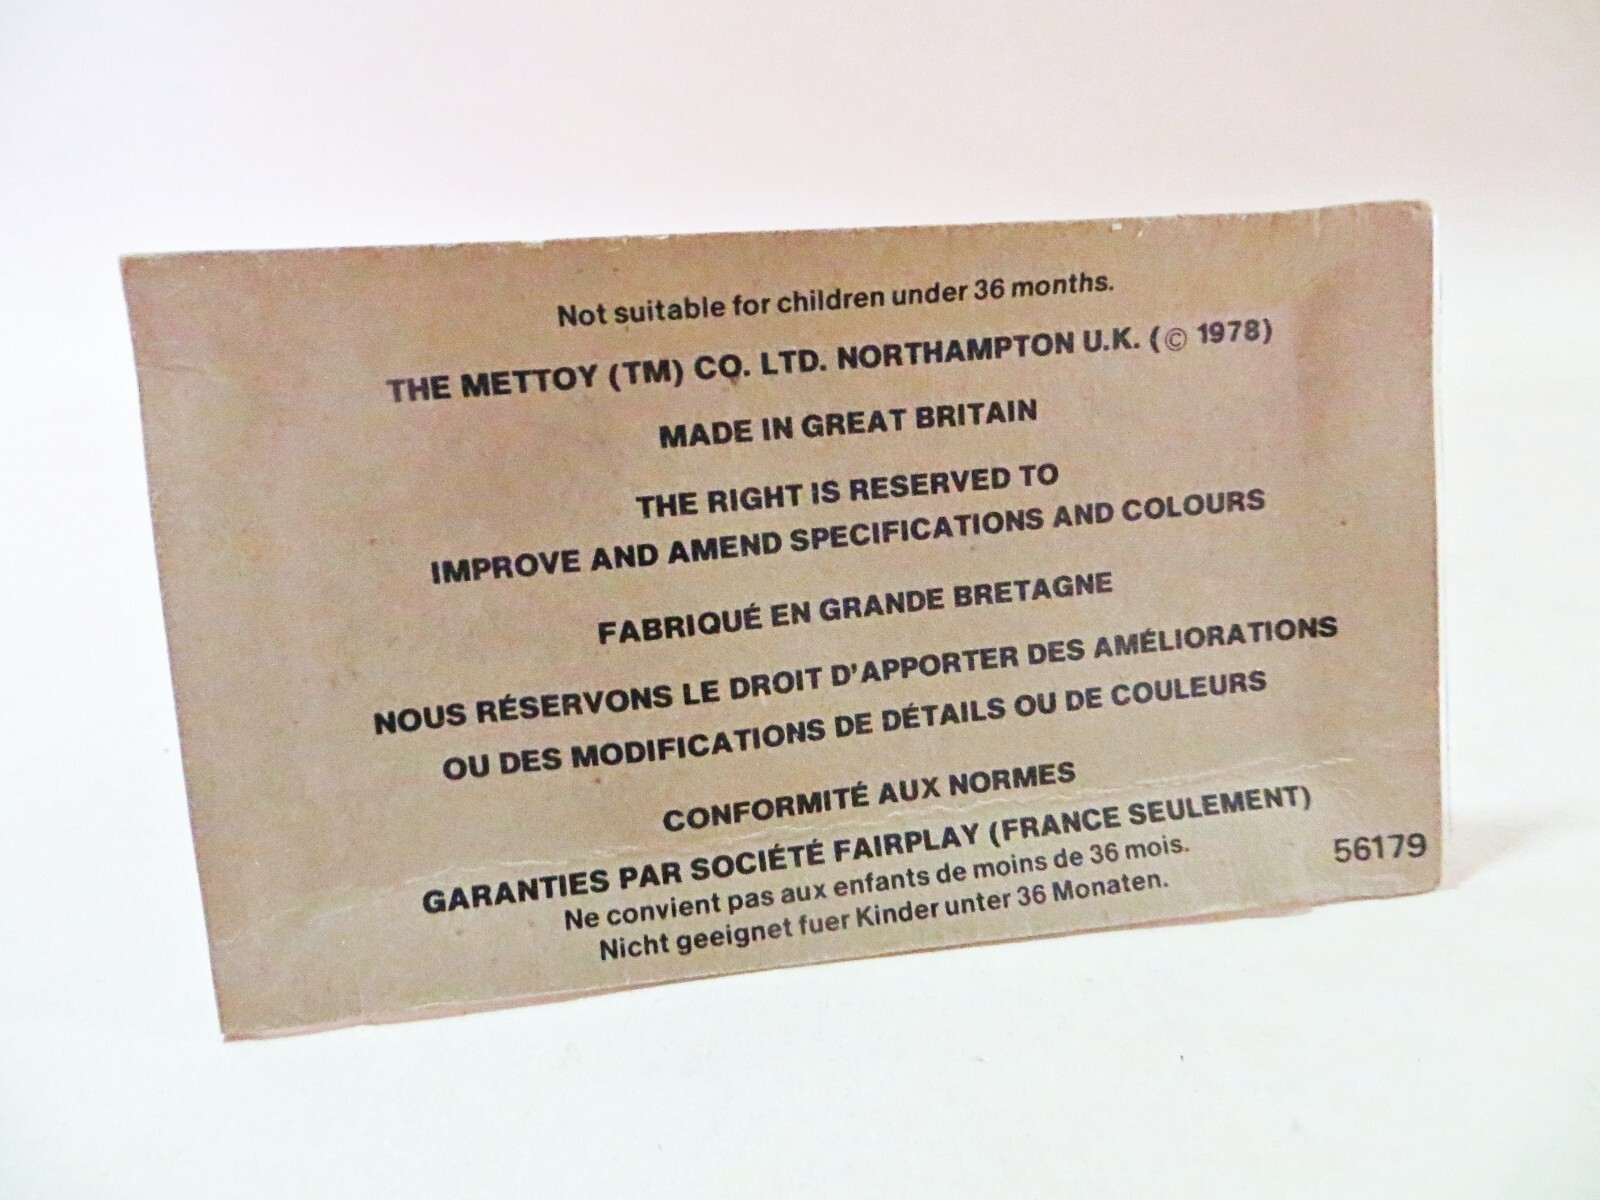 Not suitable for children under 36 months.
THE METTOY (TM) CO. LTD. NORTHAMPTON U.K. (© 1978)
MADE IN GREAT BRITAIN
THE RIGHT IS RESERVED TO
IMPROVE AND AMEND SPECIFICATIONS AND COLOURS
FABRIQUÉ EN GRANDE BRETAGNE
NOUS RÉSERVONS LE DROIT D'APPORTER DES AMÉLIORATIONS
OU DES MODIFICATIONS DE DÉTAILS OU DE COULEURS
CONFORMITÉ AUX NORMES
GARANTIES PAR SOCIÉTÉ FAIRPLAY (FRANCE SEULEMENT)
Ne convient pas aux enfants de moins de 36 mois.
Nicht geeignet fuer Kinder unter 36 Monaten.
56179